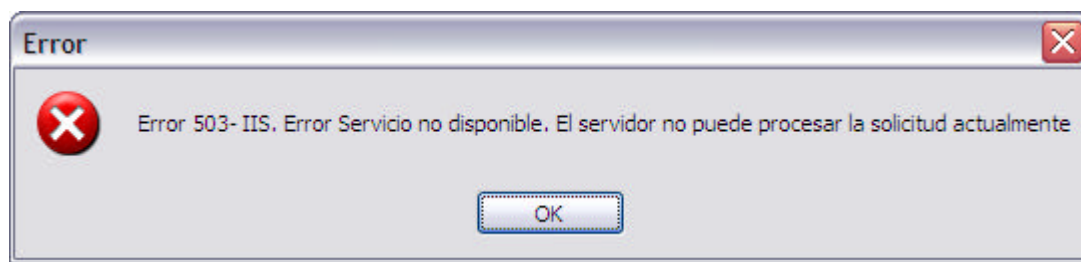 Error
Error 503- IIS. Error Servicio no disponible. El servidor no puede procesar la solicitud actualmente
OK